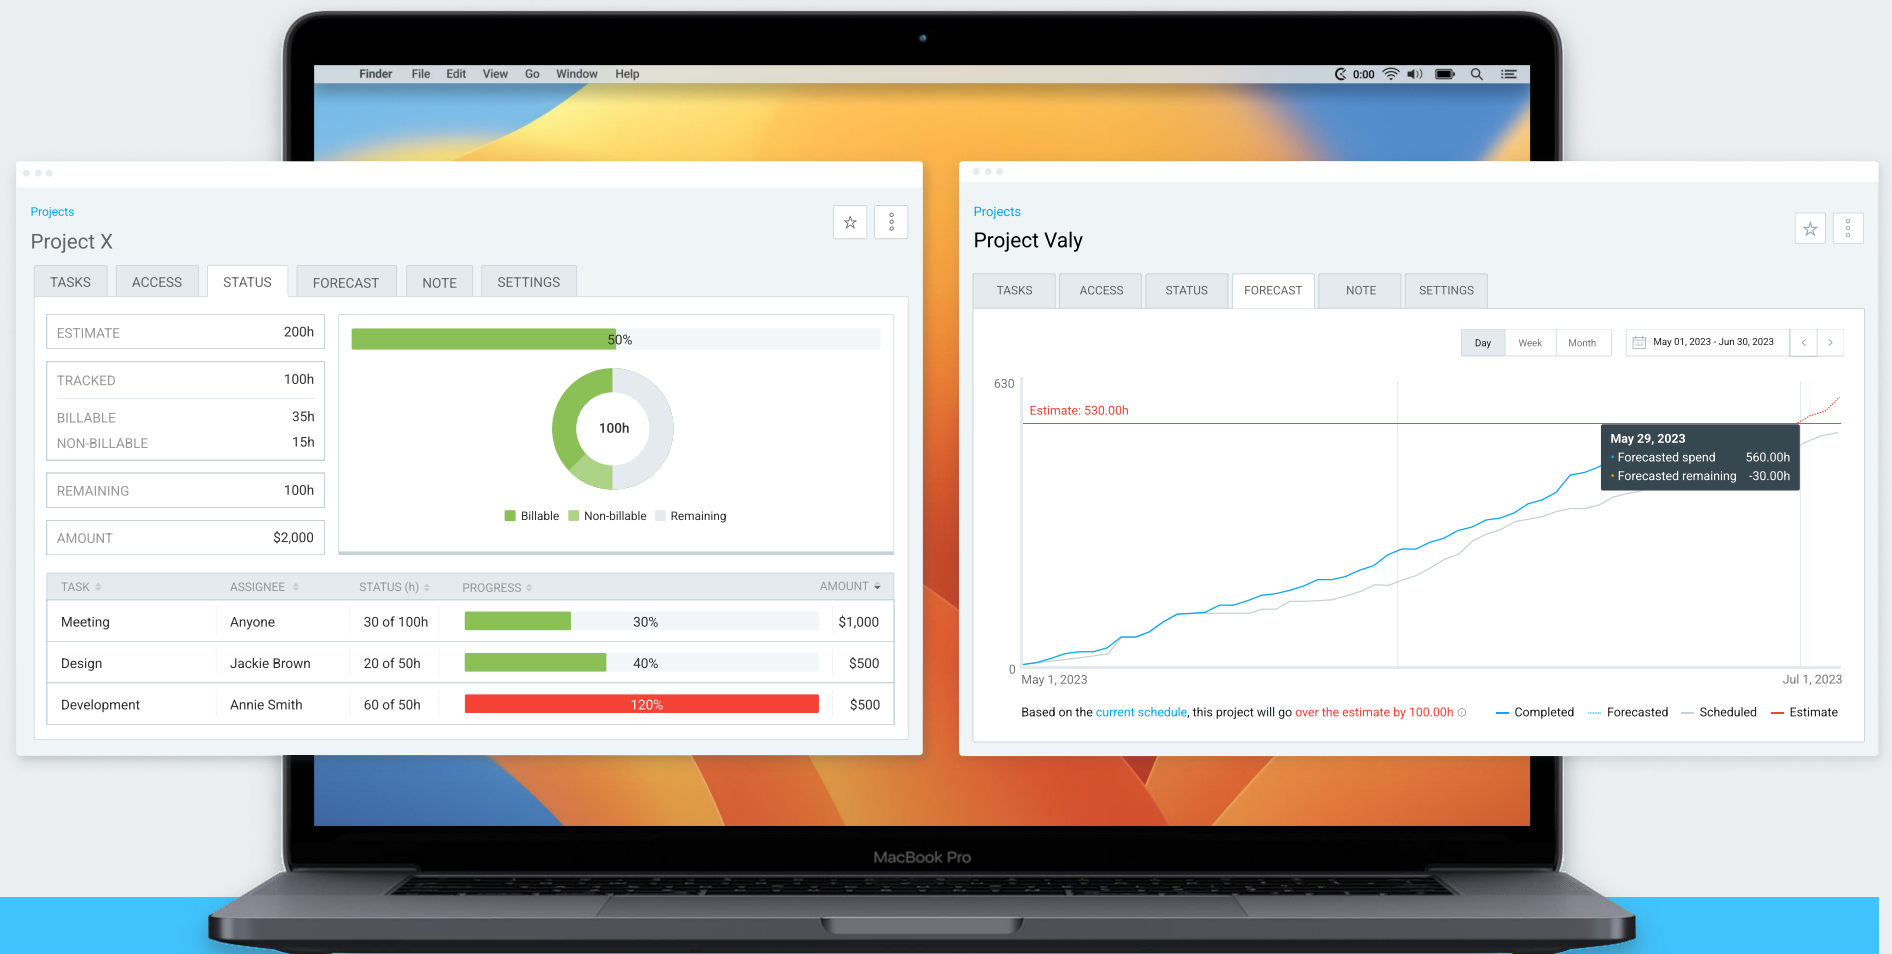 Finder File Edit View Go Window Help 0:00
Projects
Project X
TASKS ACCESS STATUS FORECAST NOTE SETTINGS
ESTIMATE 200h
TRACKED 100h
BILLABLE 35h
NON-BILLABLE 15h
REMAINING 100h
AMOUNT $2,000
50%
100h
Billable Non-billable Remaining
TASK ASSIGNEE STATUS (h) PROGRESS AMOUNT
Meeting Anyone 30 of 100h 30% $1,000
Design Jackie Brown 20 of 50h 40% $500
Development Annie Smith 60 of 50h 120% $500
Projects
Project Valy
TASKS ACCESS STATUS FORECAST NOTE SETTINGS
Day Week Month May 01, 2023 - Jun 30, 2023
630
Estimate: 530.00h
May 29, 2023
Forecasted spend 560.00h
Forecasted remaining -30.00h
0
May 1, 2023 Jul 1, 2023
Based on the current schedule, this project will go over the estimate by 100.00h Completed Forecasted Scheduled Estimate
MacBook Pro